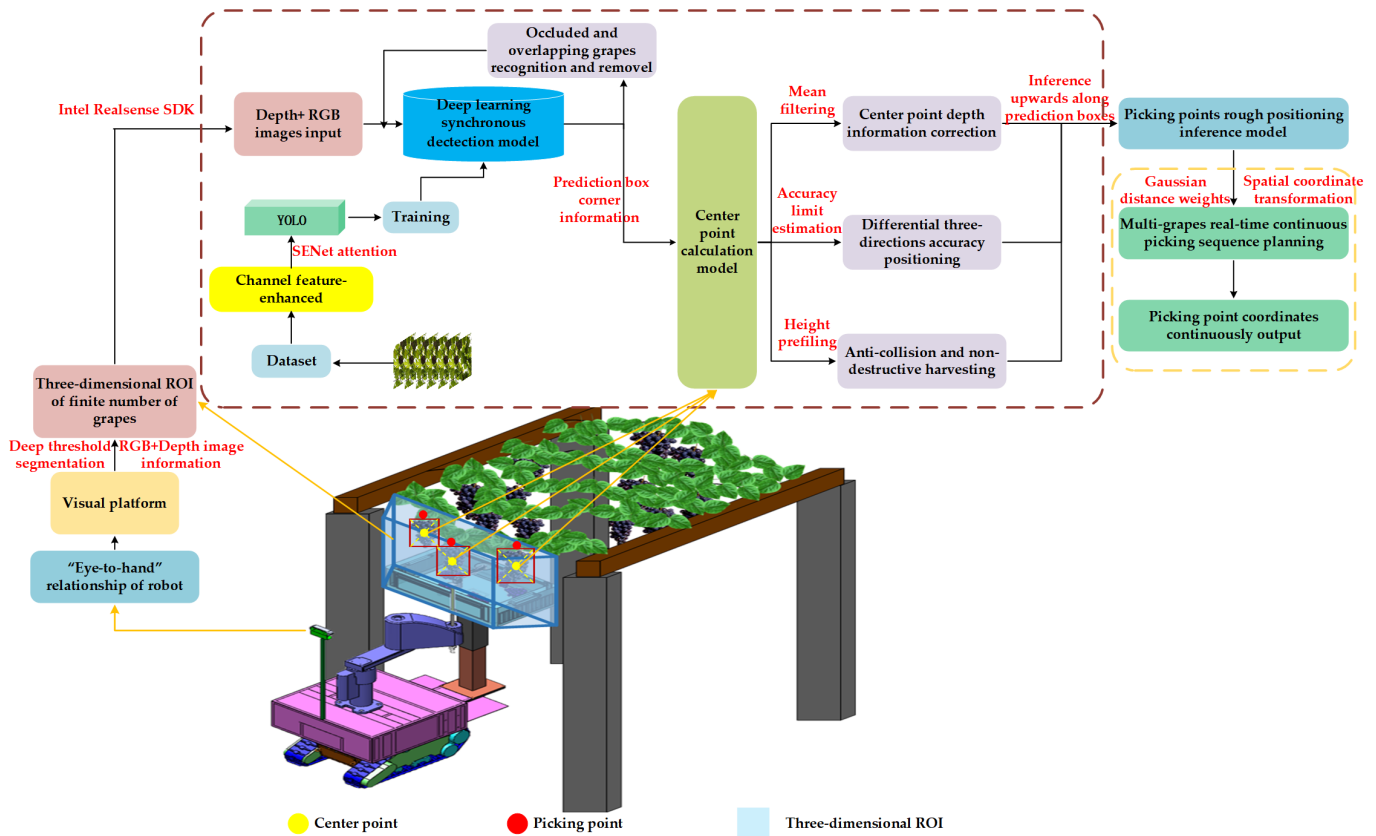 Occluded and
overlapping grapes
recognition and removel
Intel Realsense SDK
Depth+ RGB
images input
Deep learning
synchronous
dectection model
Mean
filtering
Center point depth
information correction
Inference
upwards along
prediction boxes
Picking points rough positioning
inference model
Prediction box
corner
information
Gaussian
distance weights
Spatial coordinate
transformation
YOLO
Training
SENet attention
Center
point
calculation
model
Accuracy
limit
estimation
Differential three-
directions accuracy
positioning
Multi-grapes real-time continuous
picking sequence planning
Channel feature-
enhanced
Dataset
Height
prefiling
Anti-collision and non-
destructive harvesting
Picking point coordinates
continuously output
Three-dimensional ROI
of finite number of
grapes
Deep threshold
segmentation
RGB+Depth image
information
Visual platform
“Eye-to-hand”
relationship of robot
Center point
Picking point
Three-dimensional ROI